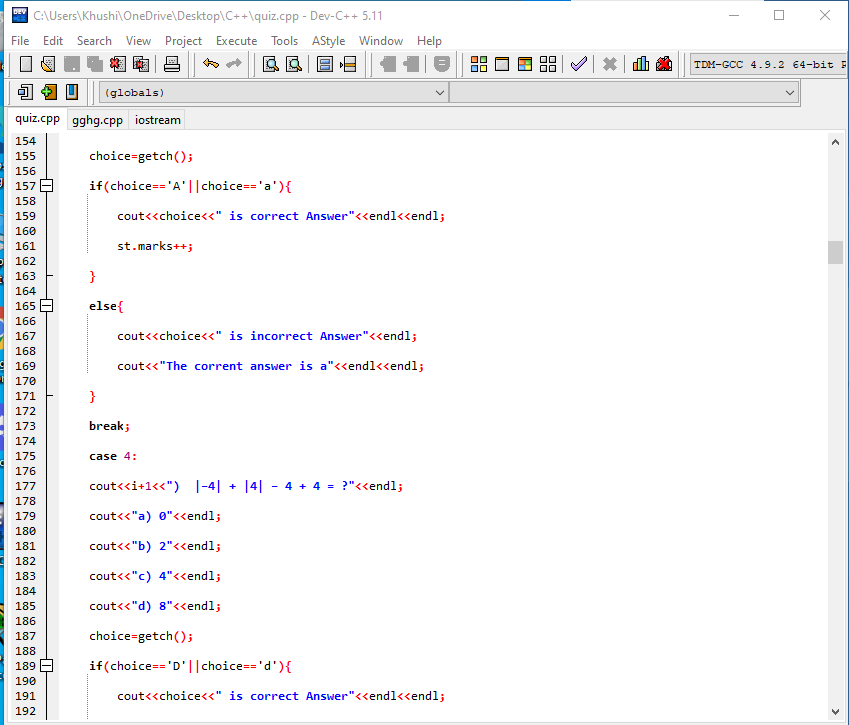 C:\Users\Khushi\OneDrive\Desktop\C++\quiz.cpp - Dev-C++ 5.11
File Edit Search View Project Execute Tools AStyle Window Help
TDM-GCC 4.9.2 64-bit
(globals)
quiz.cpp gghg.cpp iostream
154
155 choice=getch();
156
157 if(choice=='A'||choice=='a'){
158
159 cout<<choice<<" is correct Answer"<<endl<<endl;
160
161 st.marks++;
162
163 }
164
165 else{
166
167 cout<<choice<<" is incorrect Answer"<<endl;
168
169 cout<<"The corrent answer is a"<<endl<<endl;
170
171 }
172
173 break;
174
175 case 4:
176
177 cout<<i+1<<")  |-4| + |4| - 4 + 4 = ?"<<endl;
178
179 cout<<"a) 0"<<endl;
180
181 cout<<"b) 2"<<endl;
182
183 cout<<"c) 4"<<endl;
184
185 cout<<"d) 8"<<endl;
186
187 choice=getch();
188
189 if(choice=='D'||choice=='d'){
190
191 cout<<choice<<" is correct Answer"<<endl<<endl;
192